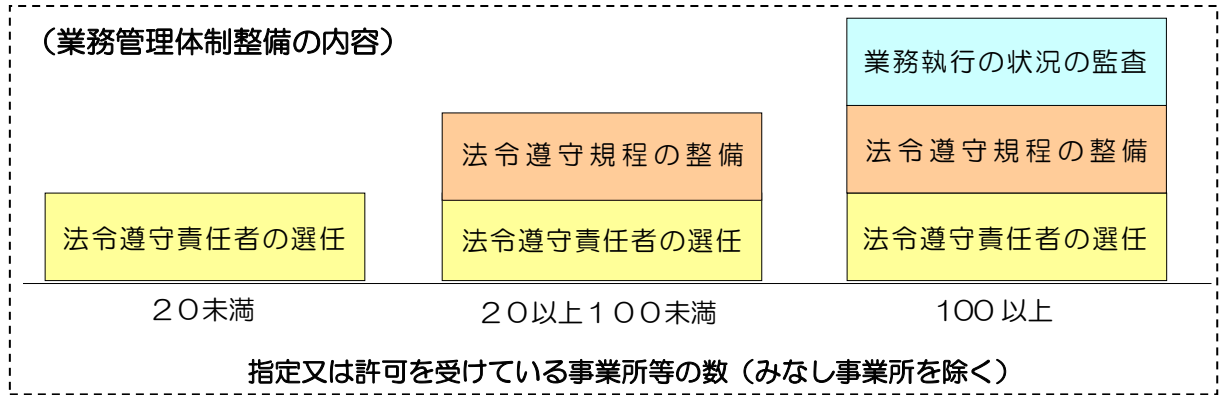 （業務管理体制整備の内容）
業務執行の状況の監査
法令遵守規程の整備
法令遵守規程の整備
法令遵守責任者の選任
法令遵守責任者の選任
法令遵守責任者の選任
２０未満
２０以上１００未満
100 以上
指定又は許可を受けている事業所等の数（みなし事業所を除く）